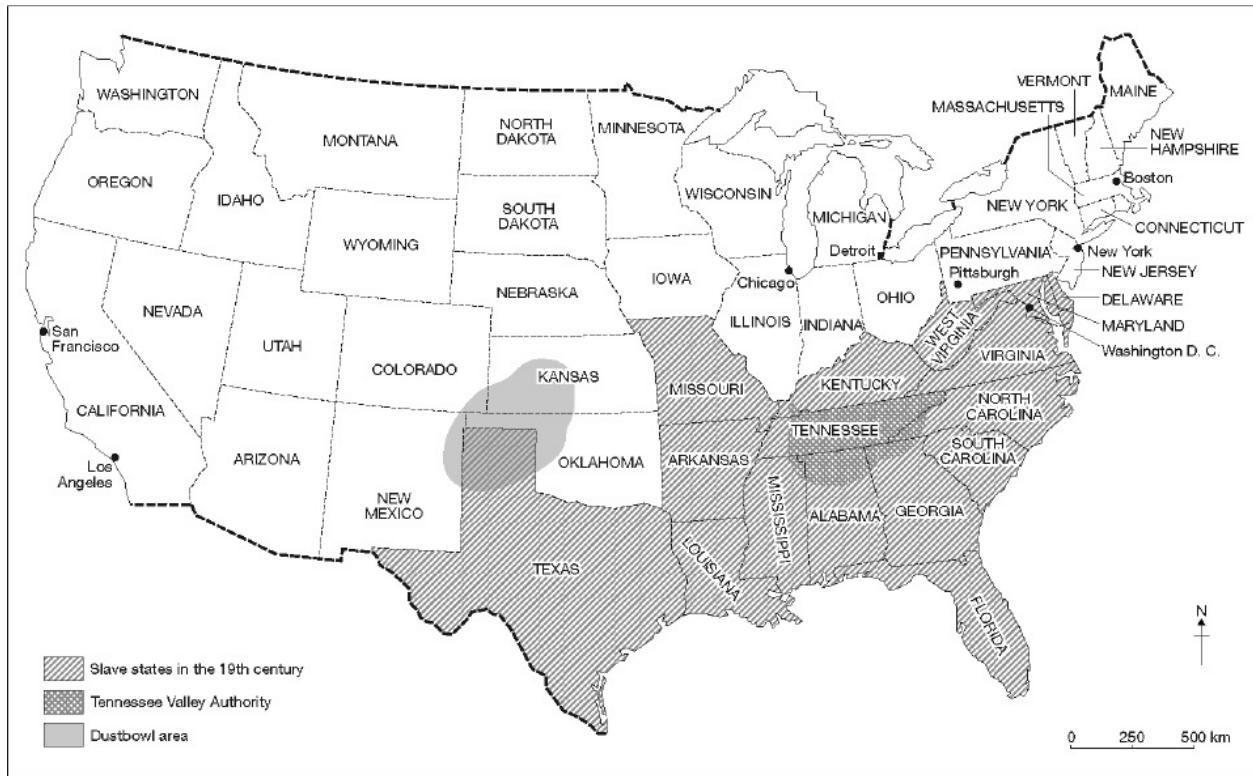 WASHINGTON
OREGON
IDAHO
MONTANA
WYOMING
NORTH
DAKOTA
SOUTH
DAKOTA
NEBRASKA
MINNESOTA
IOWA
WISCONSIN
MICHIGAN
Detroit
Chicago
ILLINOIS
INDIANA
OHIO
VERMONT
MASSACHUSETTS
MAINE
NEW
HAMPSHIRE
Boston
NEW YORK
CONNECTICUT
PENNSYLVANIA
Pittsburgh
New York
NEW JERSEY
DELAWARE
MARYLAND
Washington D. C.
WEST
VIRGINIA
VIRGINIA
NEVADA
San
Francisco
UTAH
COLORADO
KANSAS
MISSOURI
KENTUCKY
NORTH
CAROLINA
TENNESSEE
SOUTH
CAROLINA
CALIFORNIA
Los
Angeles
ARIZONA
NEW
MEXICO
OKLAHOMA
ARKANSAS
MISSISSIPPI
ALABAMA
GEORGIA
TEXAS
LOUISIANA
FLORIDA
N
Slave states in the 19th century
Tennessee Valley Authority
Dustbowl area
0 250 500 km